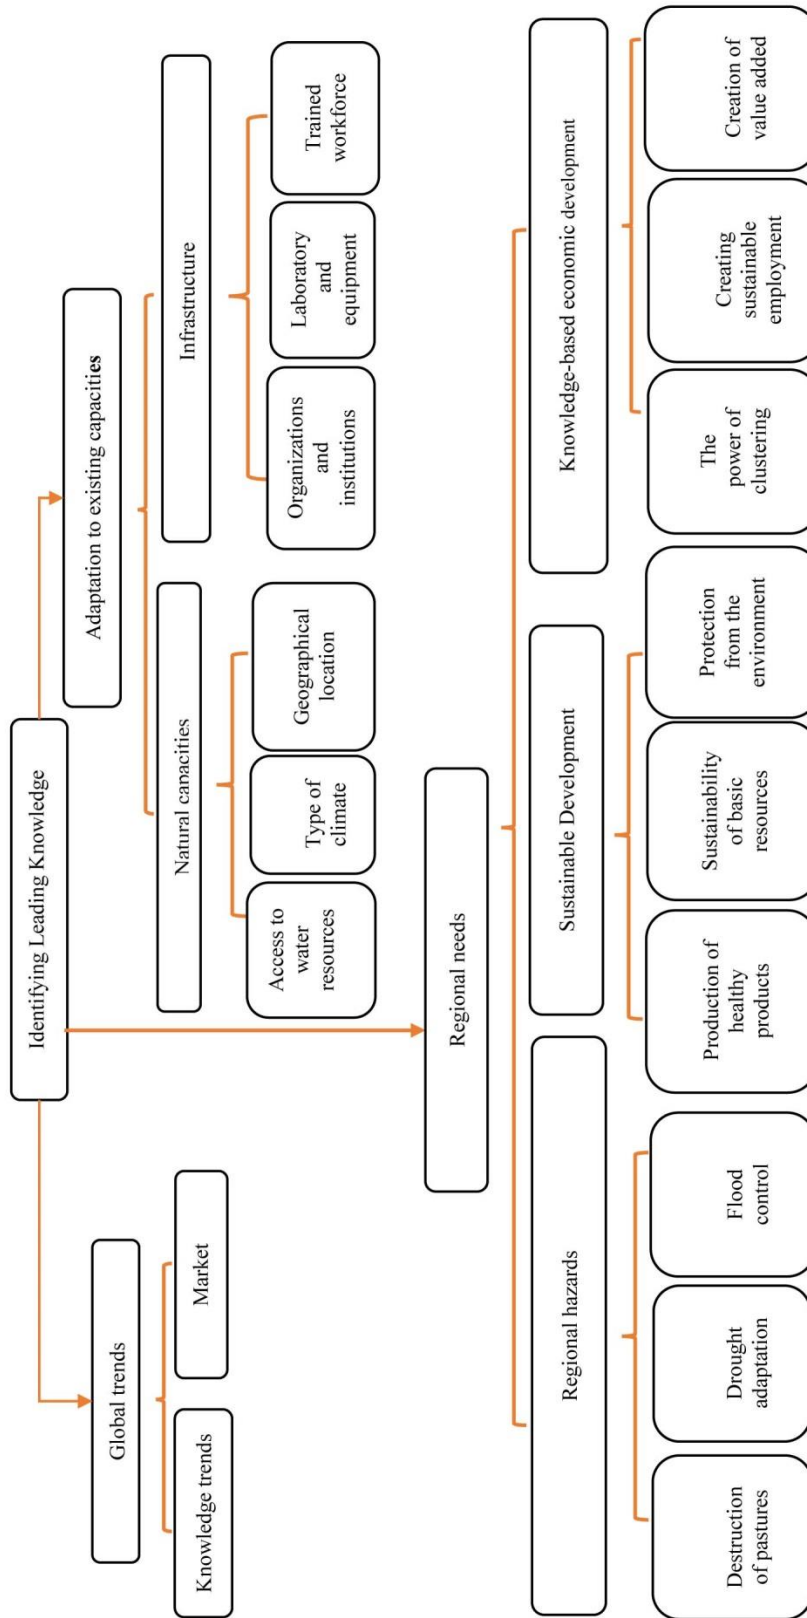 Identifying Leading Knowledge
Global trends
Knowledge trends
Market
Adaptation to existing capacities
Natural canacities
Access to
water
resources
Type of
climate
Geographical
location
Infrastructure
Organizations
and
institutions
Laboratory
and
equipment
Trained
workforce
Regional needs
Regional hazards
Destruction
of pastures
Drought
adaptation
Flood
control
Sustainable Development
Production of
healthy
products
Sustainability
of basic
resources
Protection
from the
environment
Knowledge-based economic development
The
power of
clustering
Creating
sustainable
employment
Creation of
value added